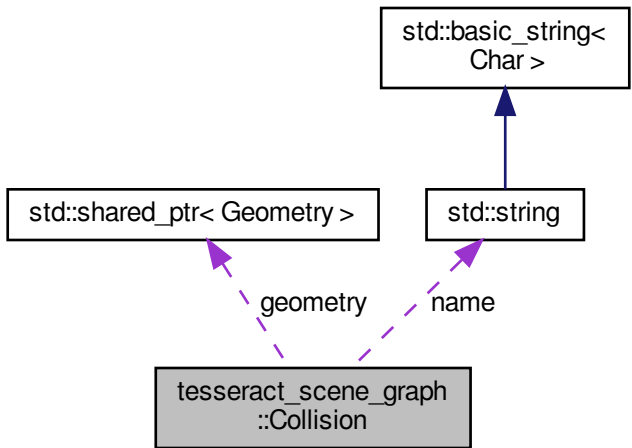 std::basic_string<
Char >
std::shared_ptr< Geometry >
std::string
geometry
name
tesseract_scene_graph
::Collision